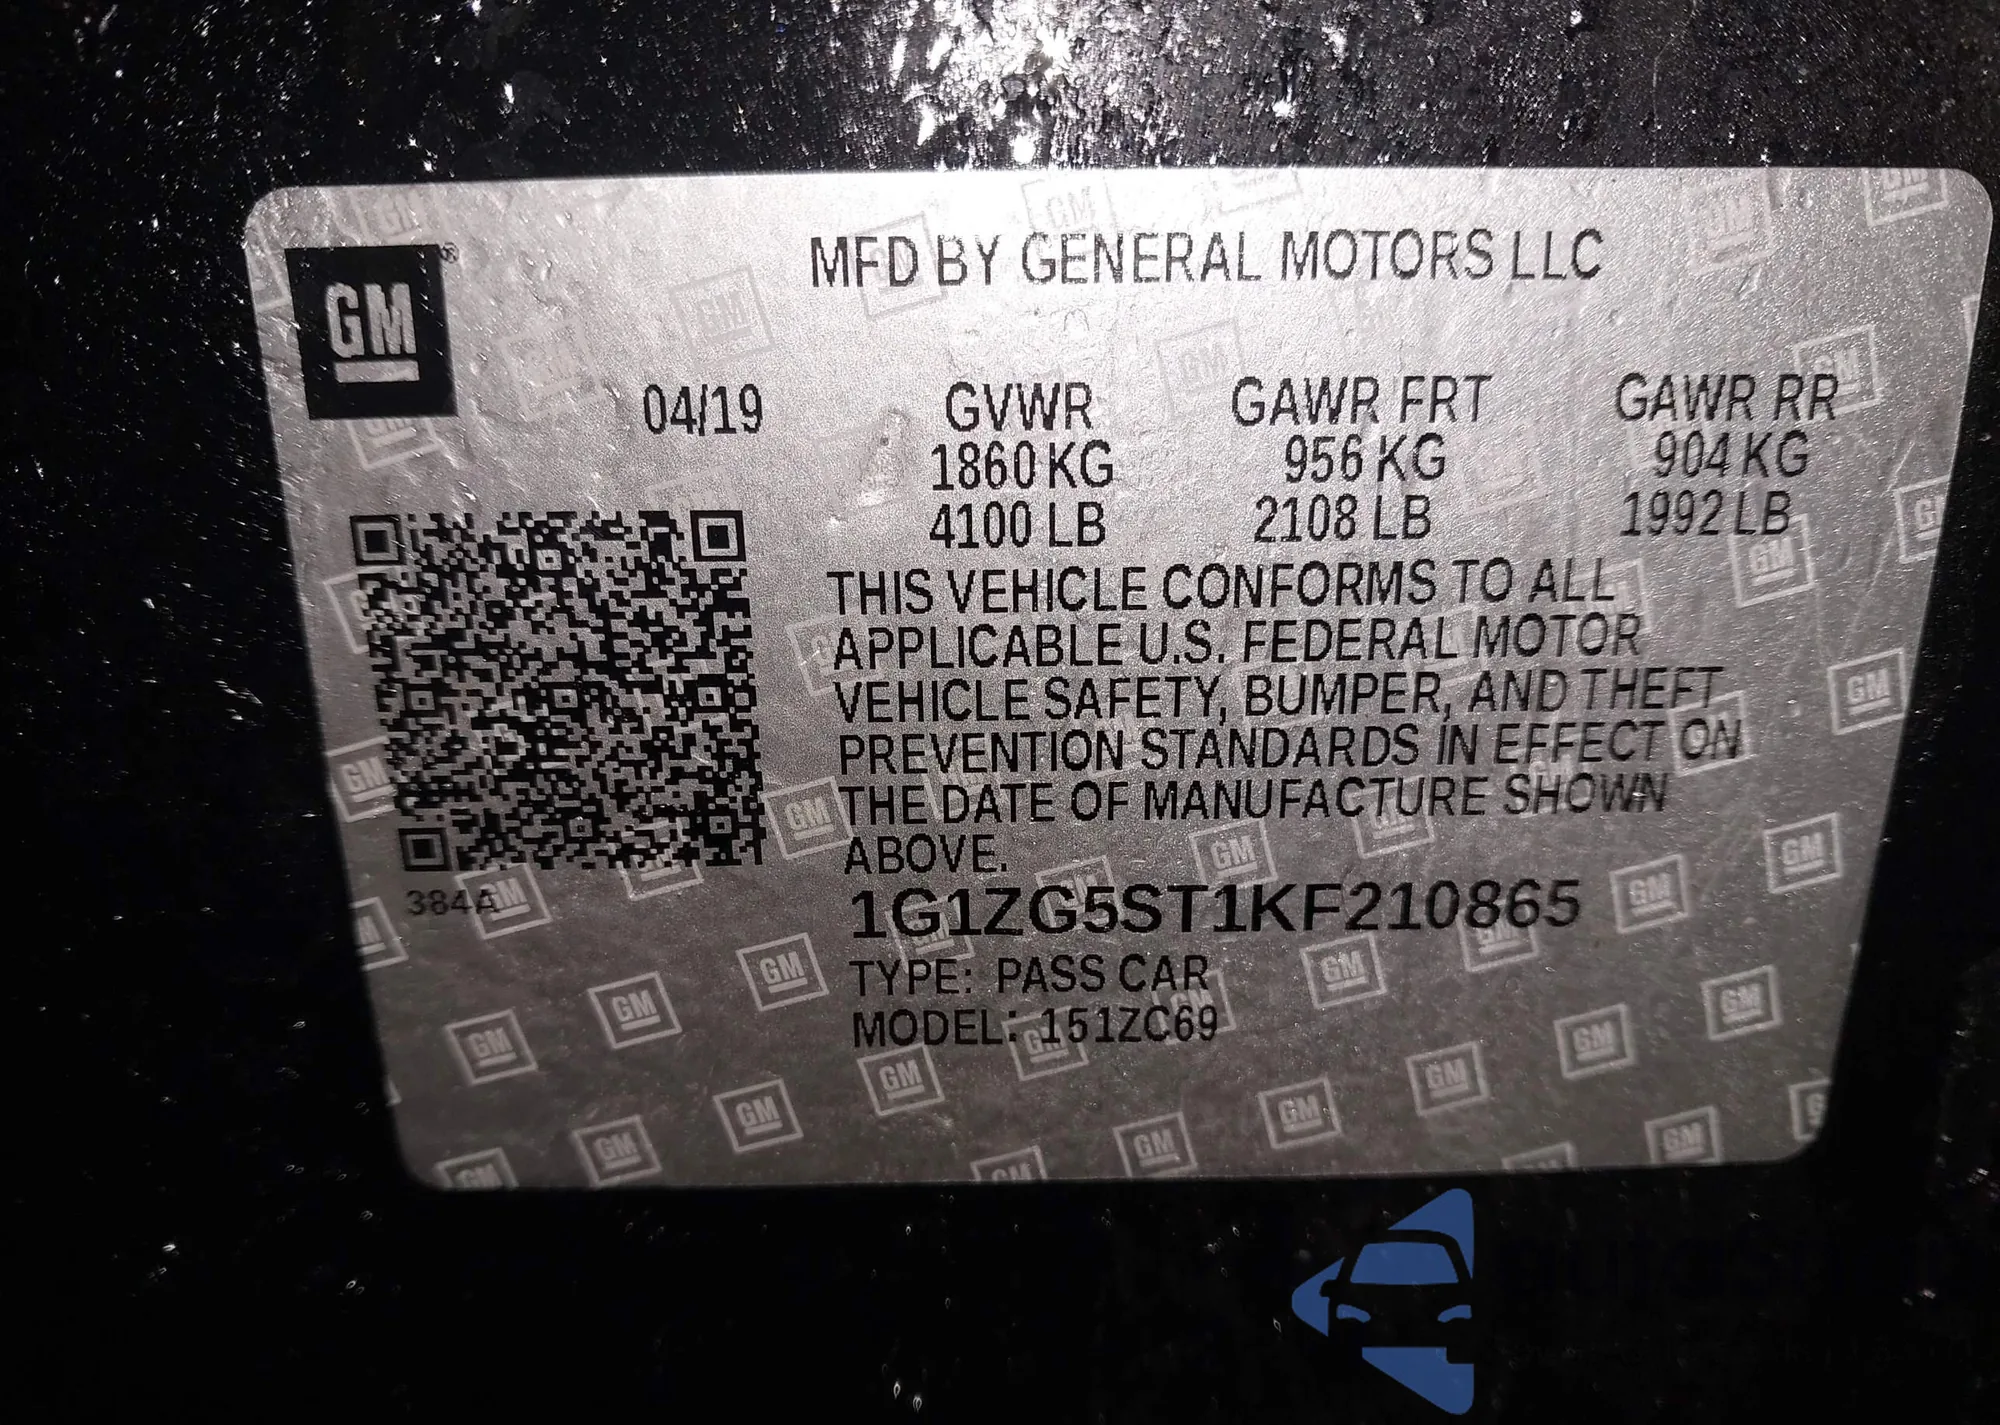 GM
MFD BY GENERAL MOTORS LLC
04/19 GVWR GAWR FRT GAWR RR
1860 KG 956 KG 904 KG
4100 LB 2108 LB 1992 LB
THIS VEHICLE CONFORMS TO ALL
APPLICABLE U.S. FEDERAL MOTOR
VEHICLE SAFETY, BUMPER, AND THEFT
PREVENTION STANDARDS IN EFFECT ON
THE DATE OF MANUFACTURE SHOWN
ABOVE.
384A
1G1ZG5ST1KF210865
TYPE: PASS CAR
MODEL: 151ZC69